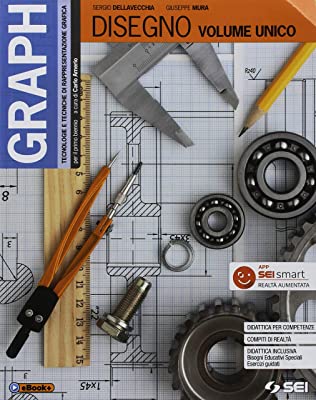 SERGIO DELLAVECCHIA GIUSEPPE MURA
DISEGNO VOLUME UNICO
GRAPH
TECNOLOGIE E TECNICHE DI RAPPRESENTAZIONE GRAFICA
per il primo biennio a cura di Carlo Amerio
Rz40
APP
SEI smart
REALTÀ AUMENTATA
DIDATTICA PER COMPETENZE
COMPITI DI REALTÀ
DIDATTICA INCLUSIVA
Bisogni Educativi Speciali
Esercizi guidati
1x45
eBook+
SEI